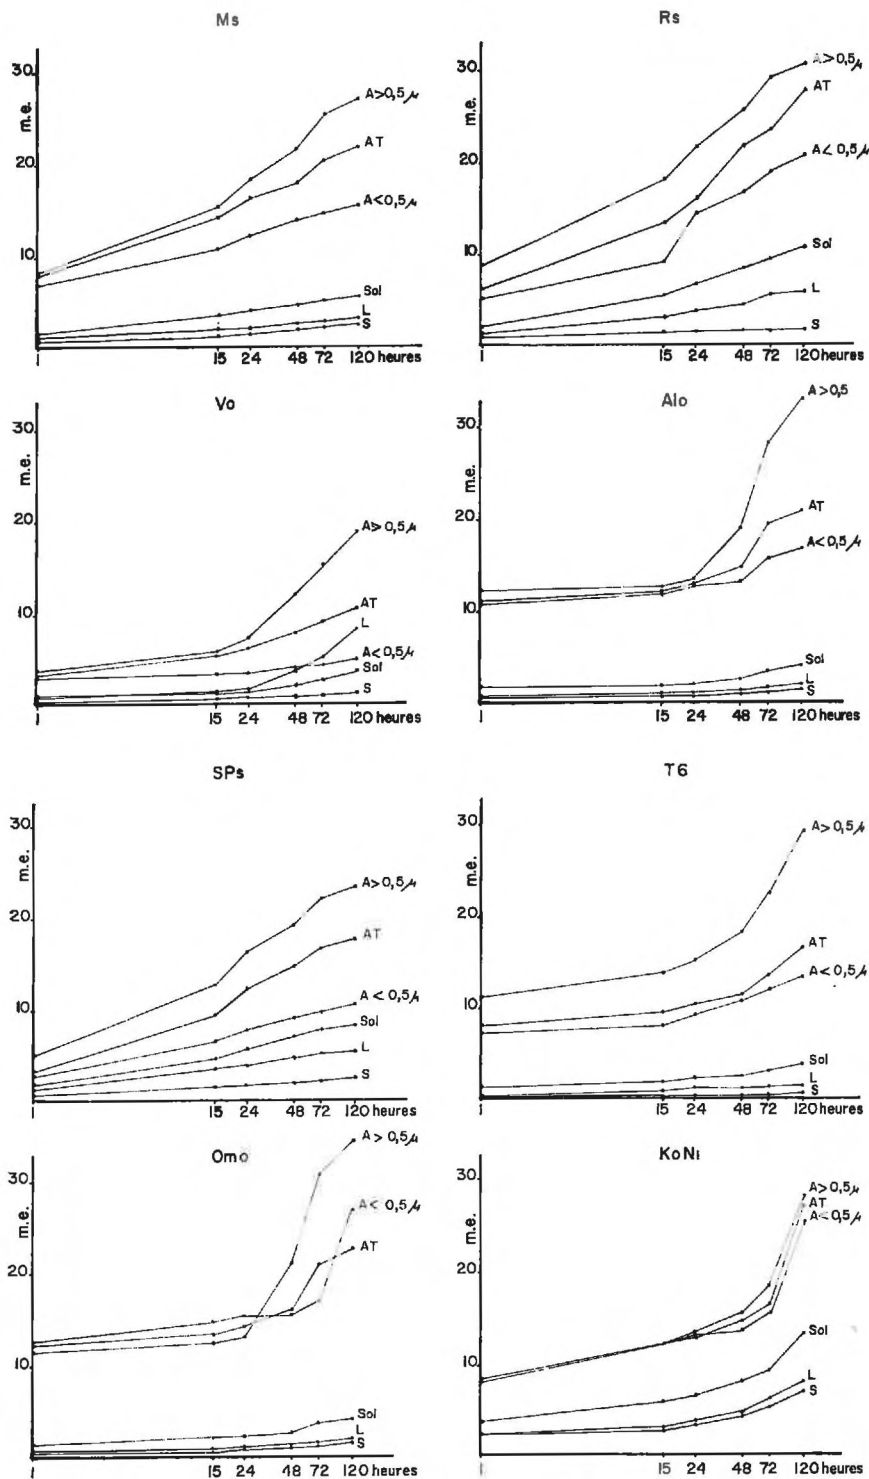 Ms
m.e.
30.
20
10
A>0,5μ
AT
A<0,5μ
Sol
L
S
1 15 24 48 72 120 heures
Rs
m.e.
30
20
10
A>0,5μ
AT
A<0,5μ
Sol
L
S
1 15 24 48 72 120 heures
Vo
m.e.
30
20
10
A>0,5μ
AT
L
A<0,5μ
Sol
S
1 15 24 48 72 120 heures
Alo
m.e.
30
20
10
A>0,5
AT
A<0,5μ
Sol
L
S
1 15 24 48 72 120 heures
SPs
m.e.
30
20
10
A>0,5μ
AT
A<0,5μ
Sol
L
S
1 15 24 48 72 120 heures
T6
m.e.
30
20
10
A>0,5μ
AT
A<0,5μ
Sol
L
S
1 15 24 48 72 120 heures
Omo
m.e.
30
20
10
A>0,5μ
A<0,5μ
AT
Sol
L
S
1 15 24 48 72 120 heures
KoNi
m.e.
30
20
10
A>0,5μ
AT
A<0,5μ
Sol
L
S
1 15 24 48 72 120 heures